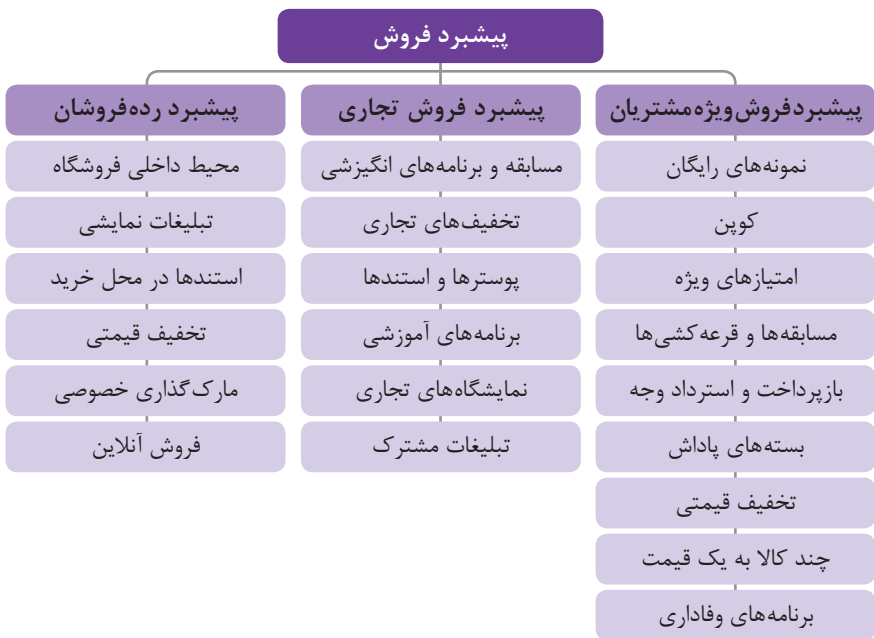 پیشبرد فروش
پیشبردفروش‌ویژه‌مشتریان
نمونه‌های رایگان
کوپن
امتیازهای ویژه
مسابقه‌ها و قرعه‌کشی‌ها
بازپرداخت و استرداد وجه
بسته‌های پاداش
تخفیف قیمتی
چند کالا به یک قیمت
برنامه‌های وفاداری
پیشبرد فروش تجاری
مسابقه و برنامه‌های انگیزشی
تخفیف‌های تجاری
پوسترها و استندها
برنامه‌های آموزشی
نمایشگاه‌های تجاری
تبلیغات مشترک
پیشبرد رده‌فروشان
محیط داخلی فروشگاه
تبلیغات نمایشی
استندها در محل خرید
تخفیف قیمتی
مارک‌گذاری خصوصی
فروش آنلاین